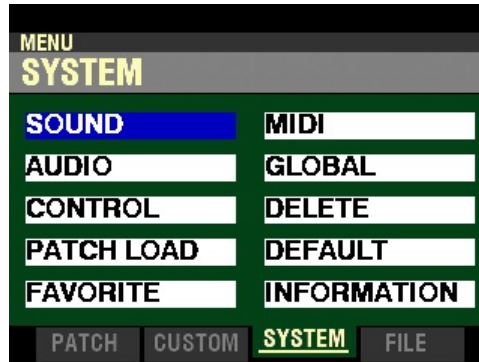 MENU
SYSTEM
SOUND
MIDI
AUDIO
GLOBAL
CONTROL
DELETE
PATCH LOAD
DEFAULT
FAVORITE
INFORMATION
PATCH CUSTOM SYSTEM FILE